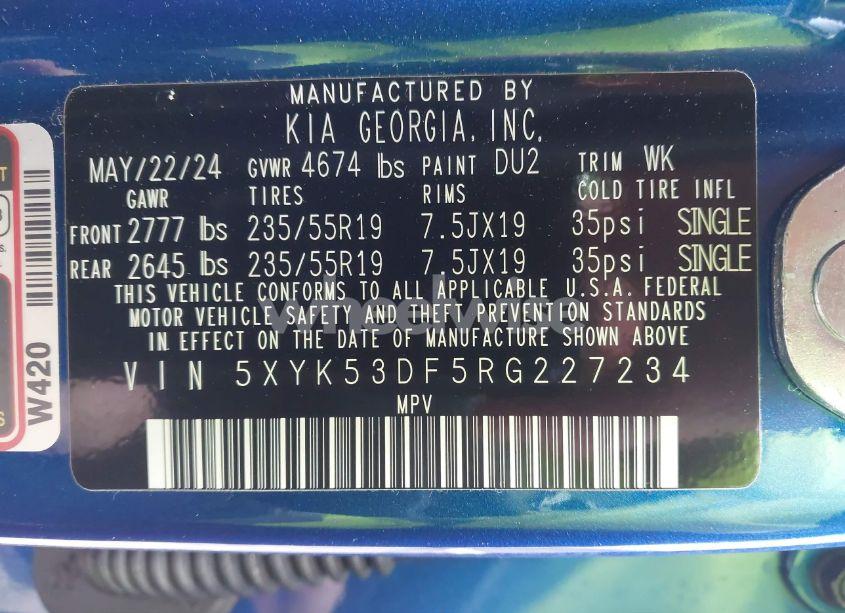 MANUFACTURED BY
KIA GEORGIA, INC.
MAY/22/24 GVWR 4674 lbs PAINT DU2 TRIM WK
GAWR TIRES RIMS COLD TIRE INFL
FRONT 2777 lbs 235/55R19 7.5JX19 35psi SINGLE
REAR 2645 lbs 235/55R19 7.5JX19 35psi SINGLE
THIS VEHICLE CONFORMS TO ALL APPLICABLE U.S.A. FEDERAL
MOTOR VEHICLE SAFETY AND THEFT PREVENTION STANDARDS
IN EFFECT ON THE DATE OF MANUFACTURE SHOWN ABOVE
VIN 5XYK53DF5RG227234
MPV
W420